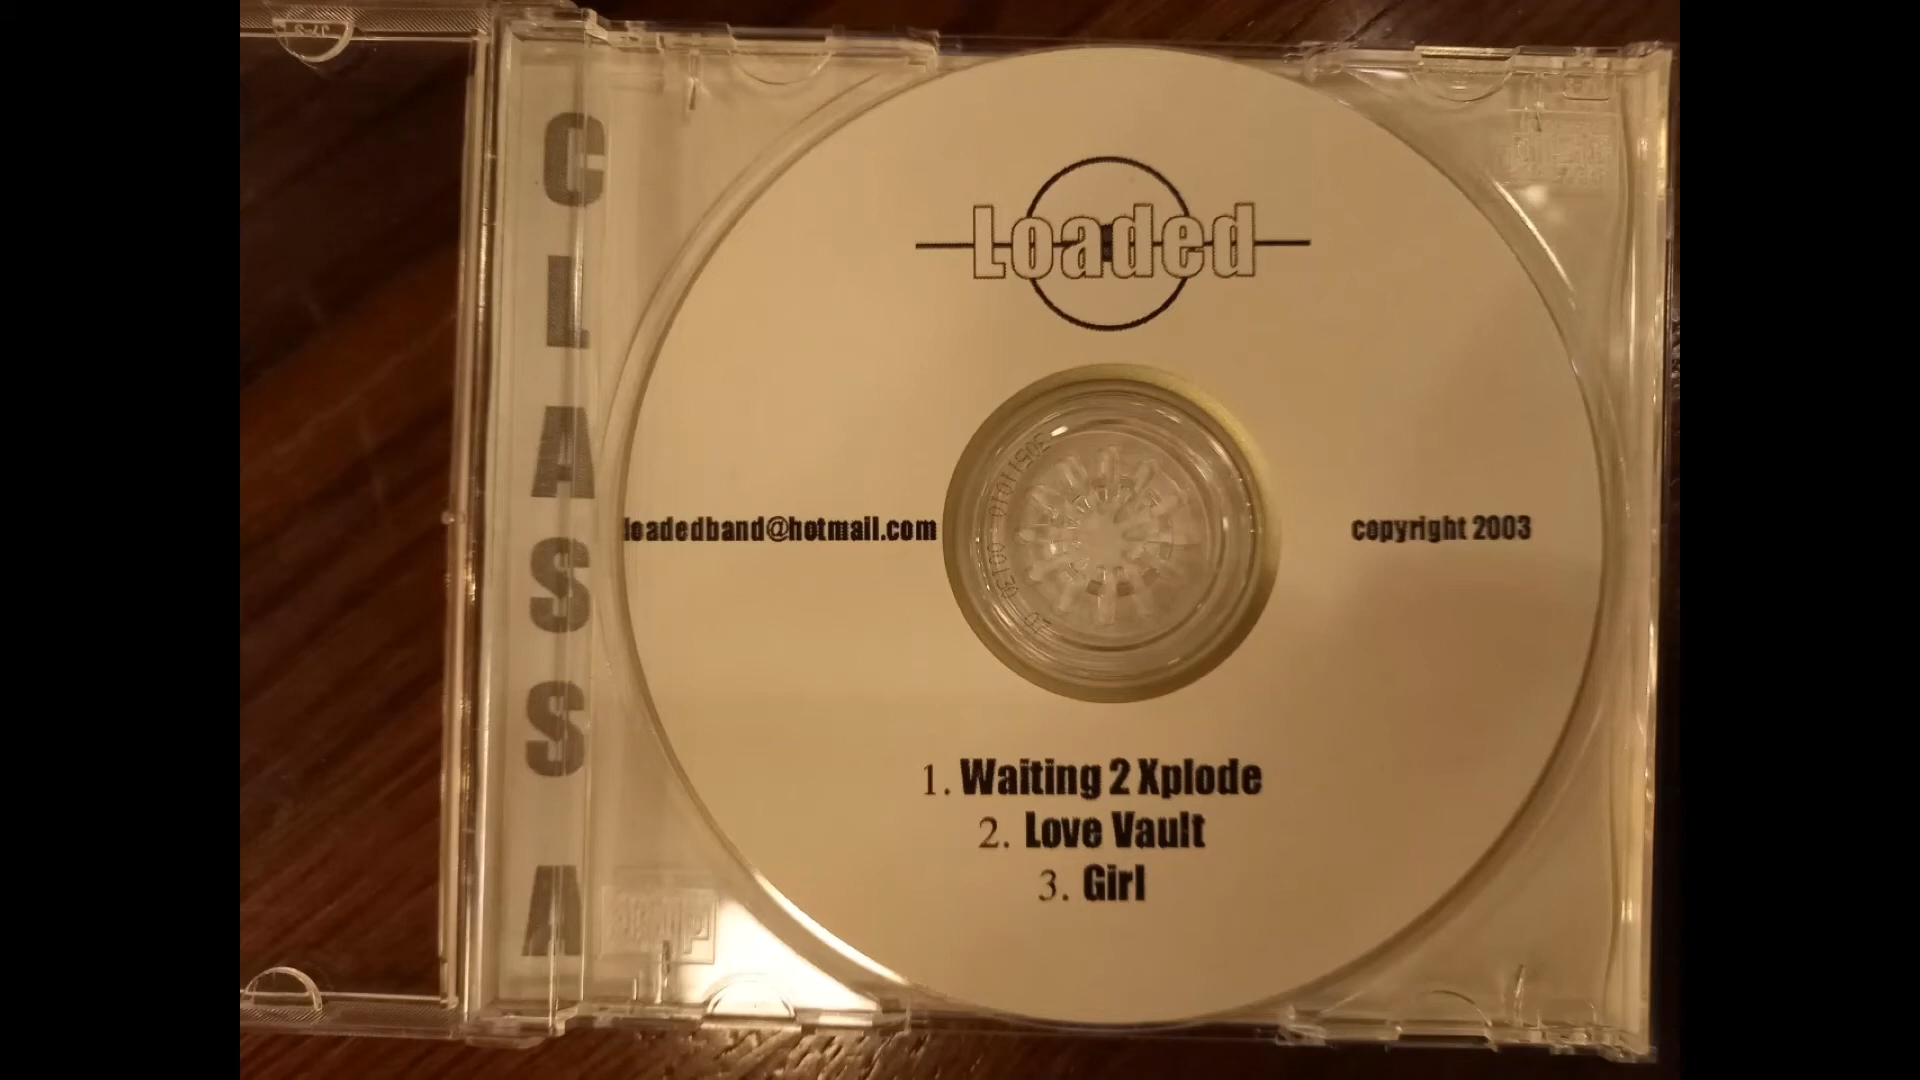 CLASS A
Loaded
loadedband@hotmail.com
copyright 2003
1. Waiting 2 Xplode
2. Love Vault
3. Girl